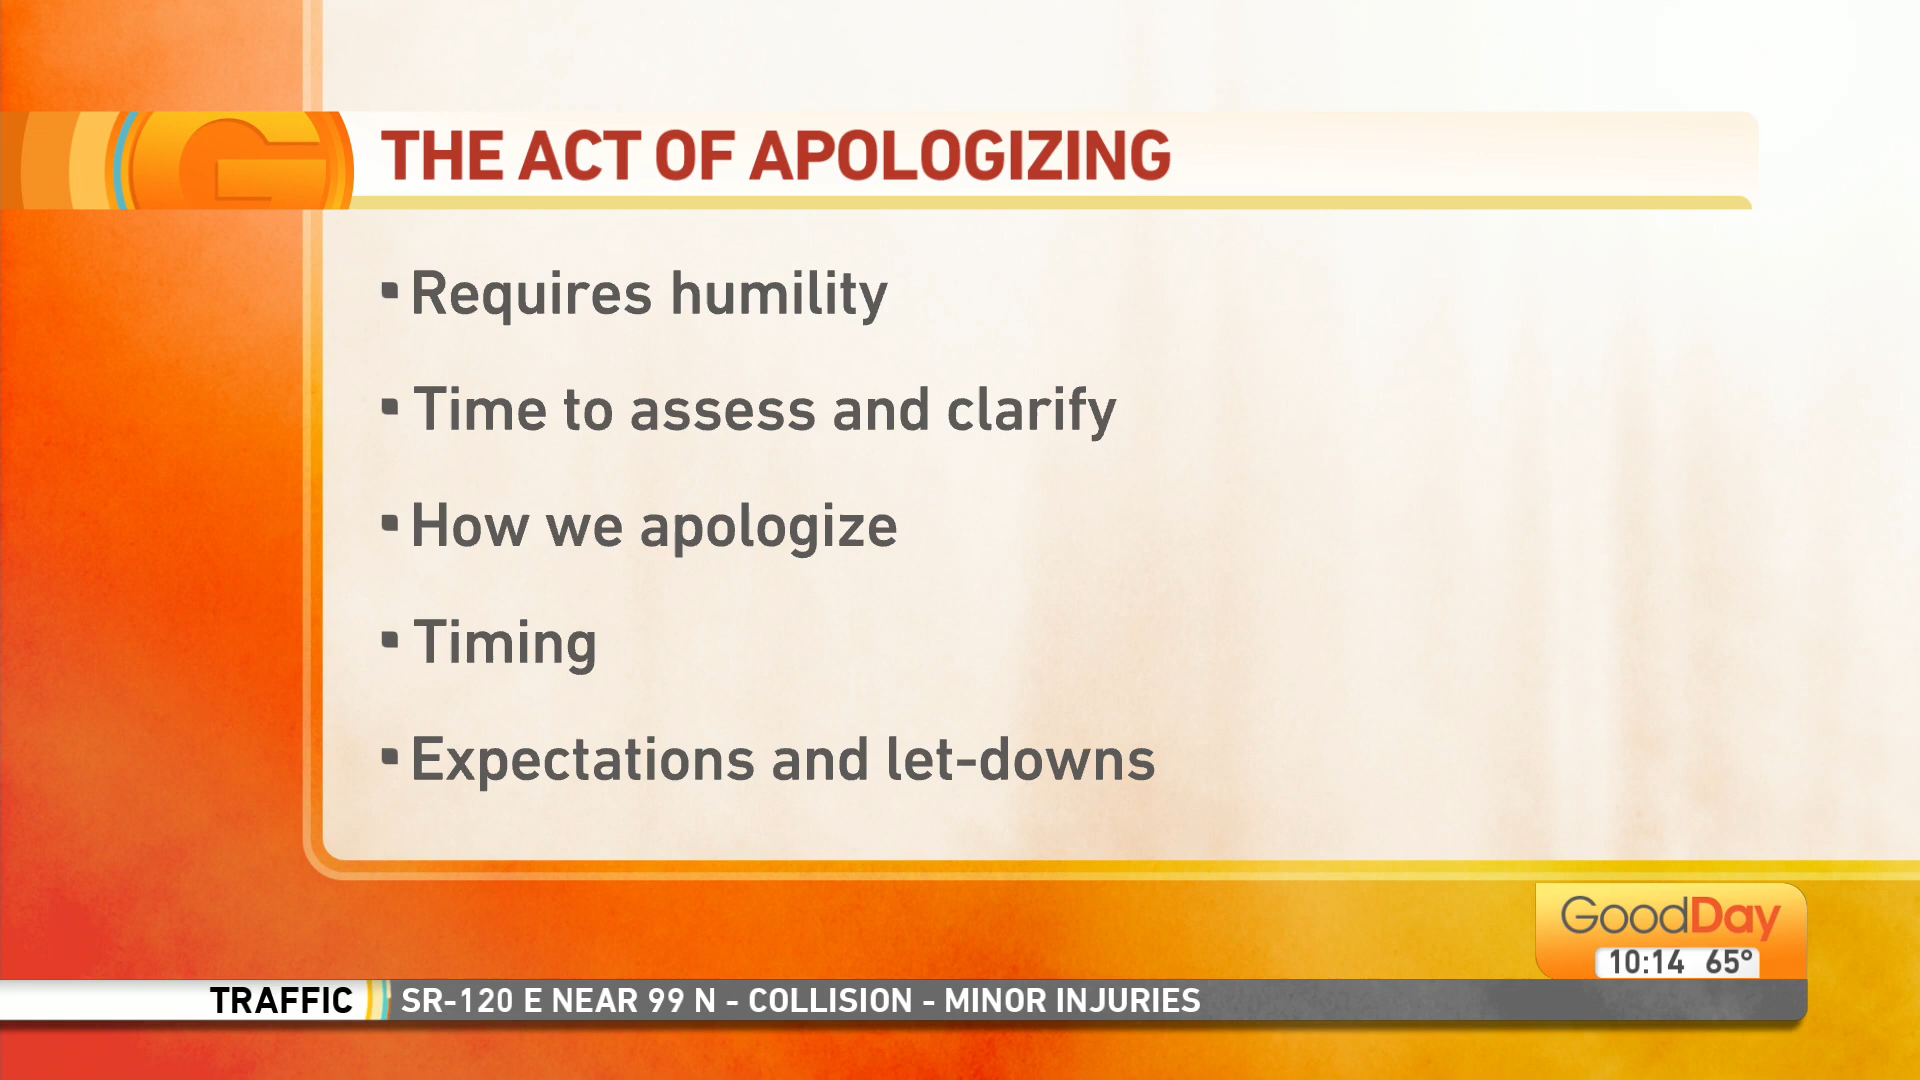 G
THE ACT OF APOLOGIZING
▪ Requires humility
▪ Time to assess and clarify
▪ How we apologize
▪ Timing
▪ Expectations and let-downs
GoodDay
10:14 65°
TRAFFIC SR-120 E NEAR 99 N - COLLISION - MINOR INJURIES